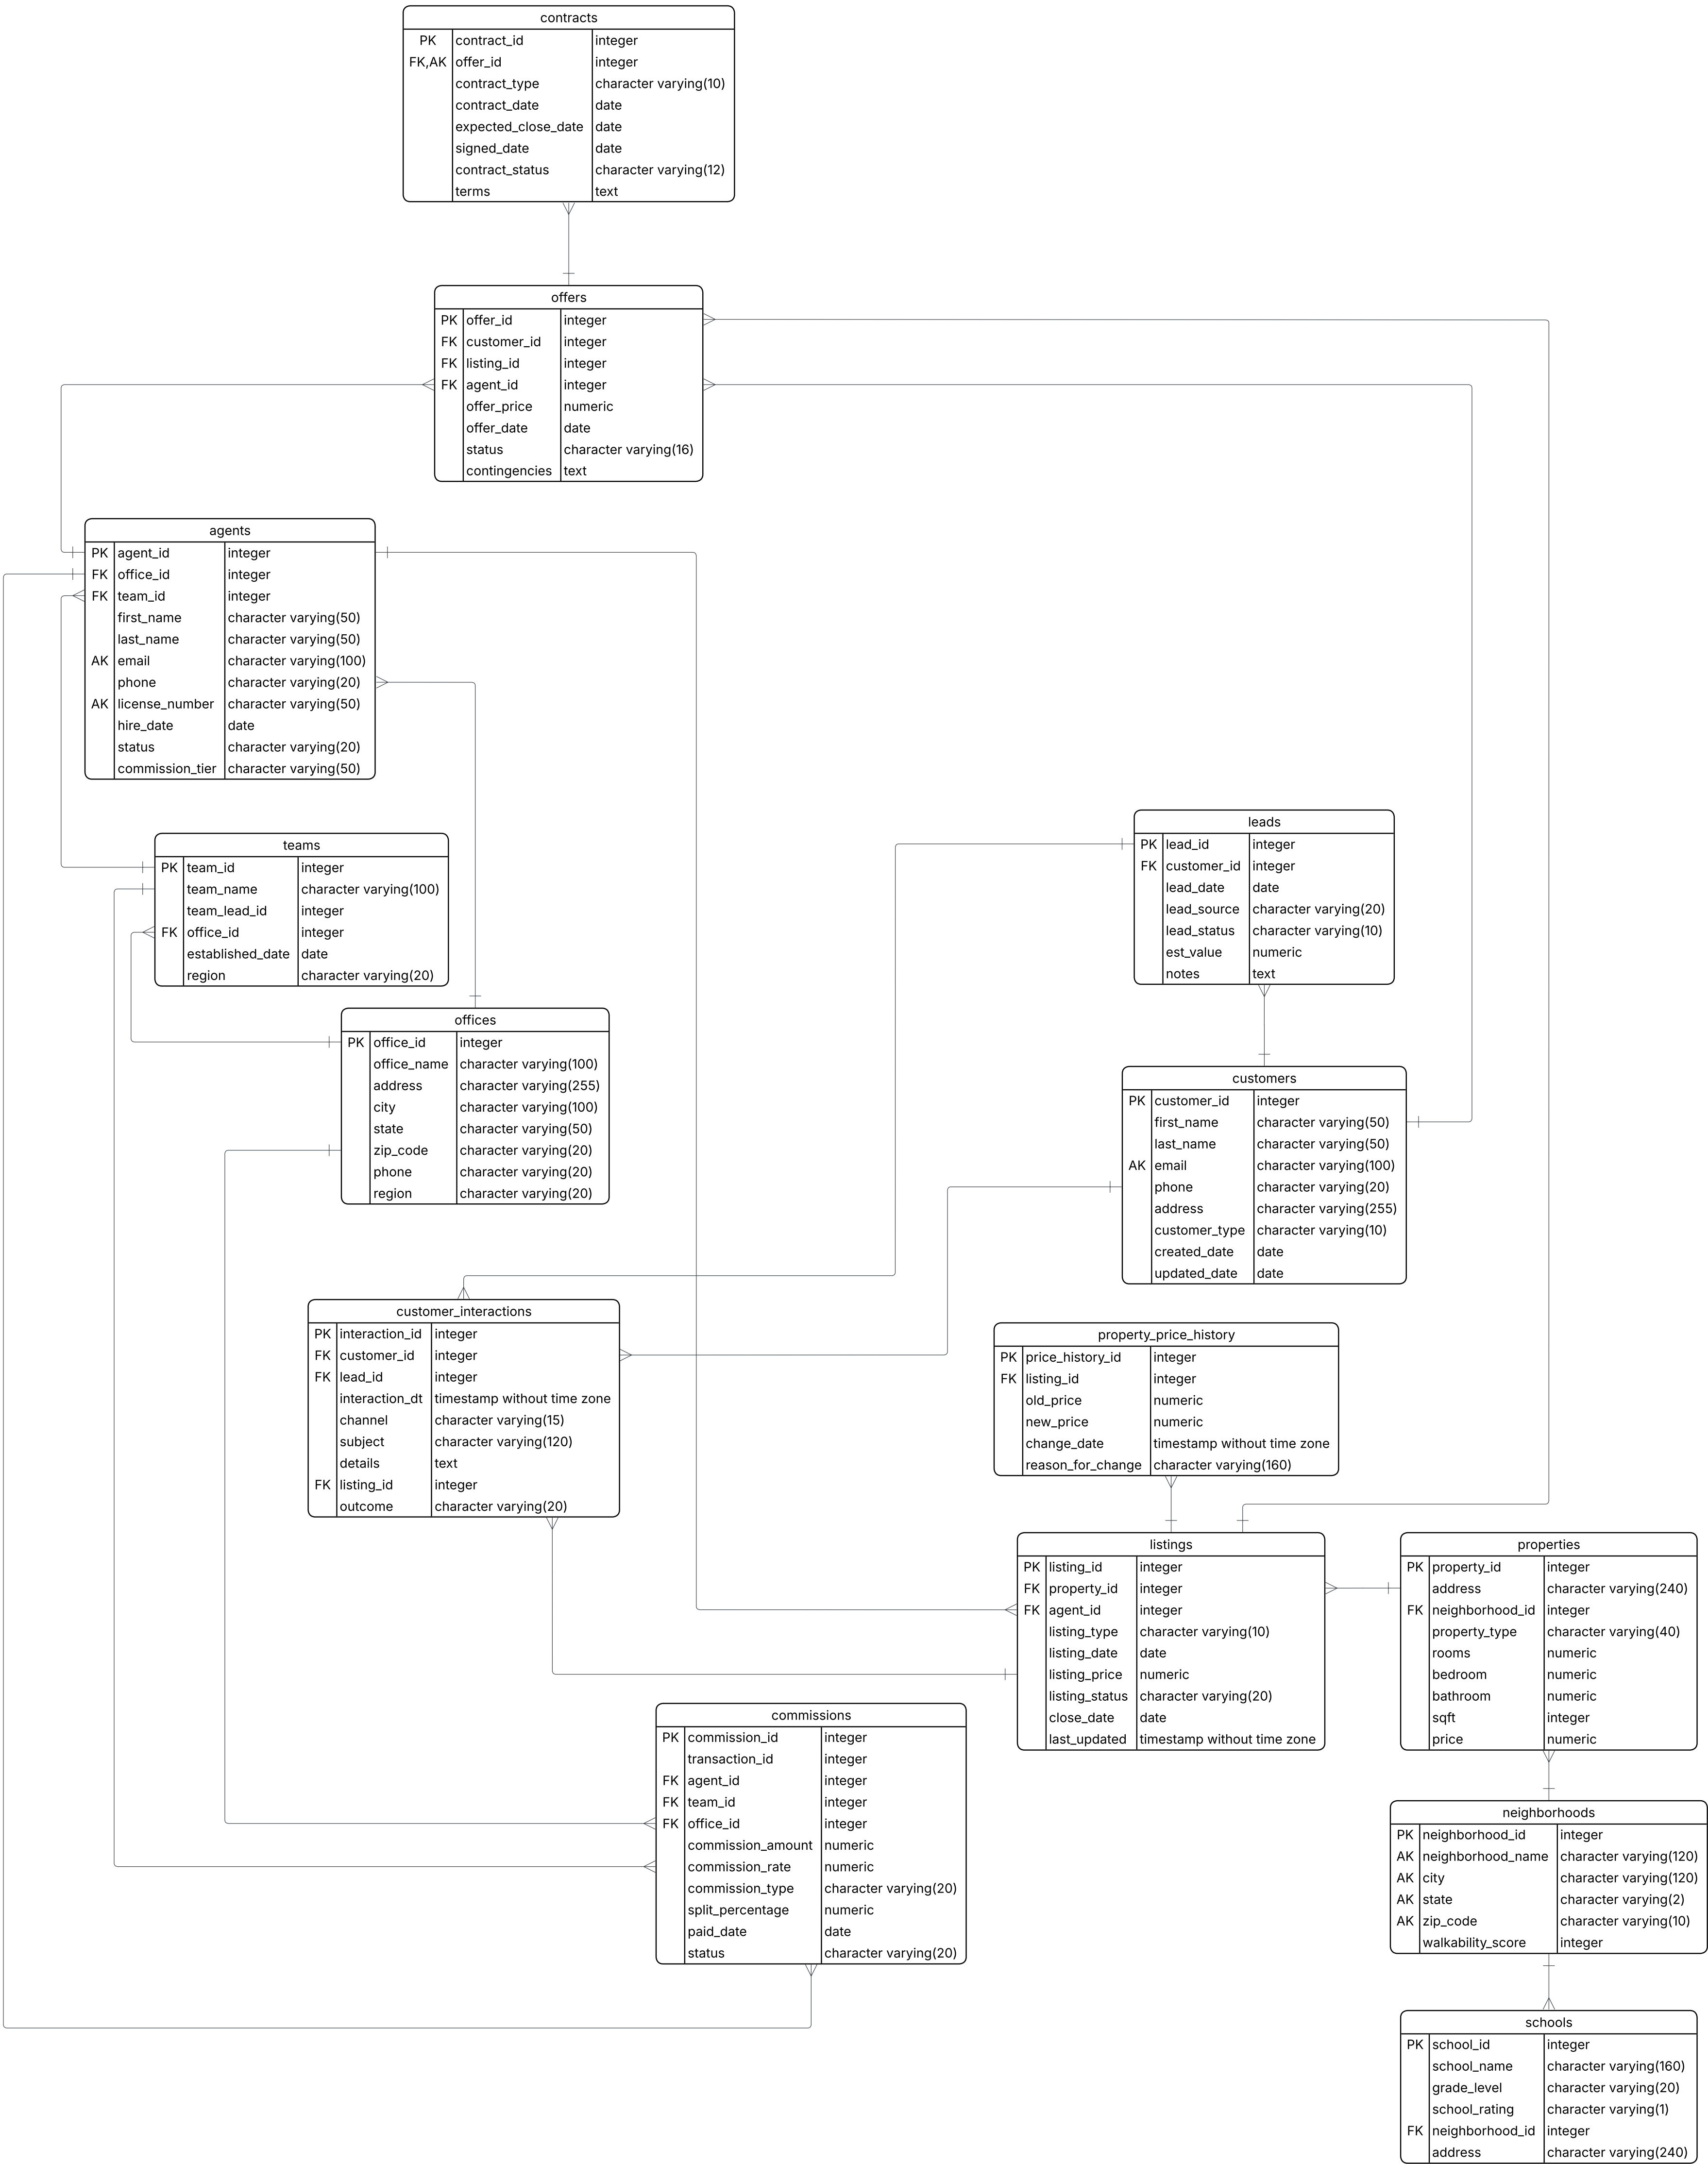 contracts
PK contract_id integer
FK,AK offer_id integer
contract_type character varying(10)
contract_date date
expected_close_date date
signed_date date
contract_status character varying(12)
terms text
offers
PK offer_id integer
FK customer_id integer
FK listing_id integer
FK agent_id integer
offer_price numeric
offer_date date
status character varying(16)
contingencies text
agents
PK agent_id integer
FK office_id integer
FK team_id integer
first_name character varying(50)
last_name character varying(50)
AK email character varying(100)
phone character varying(20)
AK license_number character varying(50)
hire_date date
status character varying(20)
commission_tier character varying(50)
teams
PK team_id integer
team_name character varying(100)
team_lead_id integer
FK office_id integer
established_date date
region character varying(20)
leads
PK lead_id integer
FK customer_id integer
lead_date date
lead_source character varying(20)
lead_status character varying(10)
est_value numeric
notes text
offices
PK office_id integer
office_name character varying(100)
address character varying(255)
city character varying(100)
state character varying(50)
zip_code character varying(20)
phone character varying(20)
region character varying(20)
customers
PK customer_id integer
first_name character varying(50)
last_name character varying(50)
AK email character varying(100)
phone character varying(20)
address character varying(255)
customer_type character varying(10)
created_date date
updated_date date
customer_interactions
PK interaction_id integer
FK customer_id integer
FK lead_id integer
interaction_dt timestamp without time zone
channel character varying(15)
subject character varying(120)
details text
FK listing_id integer
outcome character varying(20)
property_price_history
PK price_history_id integer
FK listing_id integer
old_price numeric
new_price numeric
change_date timestamp without time zone
reason_for_change character varying(160)
listings
PK listing_id integer
FK property_id integer
FK agent_id integer
listing_type character varying(10)
listing_date date
listing_price numeric
listing_status character varying(20)
close_date date
last_updated timestamp without time zone
properties
PK property_id integer
address character varying(240)
FK neighborhood_id integer
property_type character varying(40)
rooms numeric
bedroom numeric
bathroom numeric
sqft integer
price numeric
commissions
PK commission_id integer
transaction_id integer
FK agent_id integer
FK team_id integer
FK office_id integer
commission_amount numeric
commission_rate numeric
commission_type character varying(20)
split_percentage numeric
paid_date date
status character varying(20)
neighborhoods
PK neighborhood_id integer
AK neighborhood_name character varying(120)
AK city character varying(120)
AK state character varying(2)
AK zip_code character varying(10)
walkability_score integer
schools
PK school_id integer
school_name character varying(160)
grade_level character varying(20)
school_rating character varying(1)
FK neighborhood_id integer
address character varying(240)